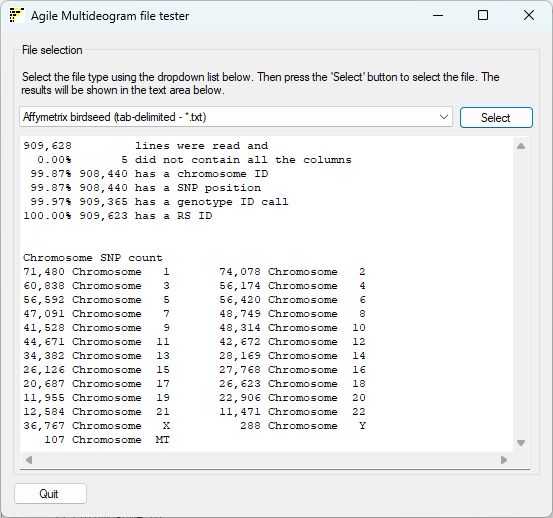 Agile Multideogram file tester
File selection
Select the file type using the dropdown list below. Then press the 'Select' button to select the file. The
results will be shown in the text area below.
Affymetrix birdseed (tab-delimited - *.txt)
Select
909,628 lines were read and
0.00% 5 did not contain all the columns
99.87% 908,440 has a chromosome ID
99.87% 908,440 has a SNP position
99.97% 909,365 has a genotype ID call
100.00% 909,623 has a RS ID
Chromosome SNP count
71,480 Chromosome 1 74,078 Chromosome 2
60,838 Chromosome 3 56,174 Chromosome 4
56,592 Chromosome 5 56,420 Chromosome 6
47,091 Chromosome 7 48,749 Chromosome 8
41,528 Chromosome 9 48,314 Chromosome 10
44,671 Chromosome 11 42,672 Chromosome 12
34,382 Chromosome 13 28,169 Chromosome 14
26,126 Chromosome 15 27,768 Chromosome 16
20,687 Chromosome 17 26,623 Chromosome 18
11,955 Chromosome 19 22,906 Chromosome 20
12,584 Chromosome 21 11,471 Chromosome 22
36,767 Chromosome X 288 Chromosome Y
107 Chromosome MT
Quit